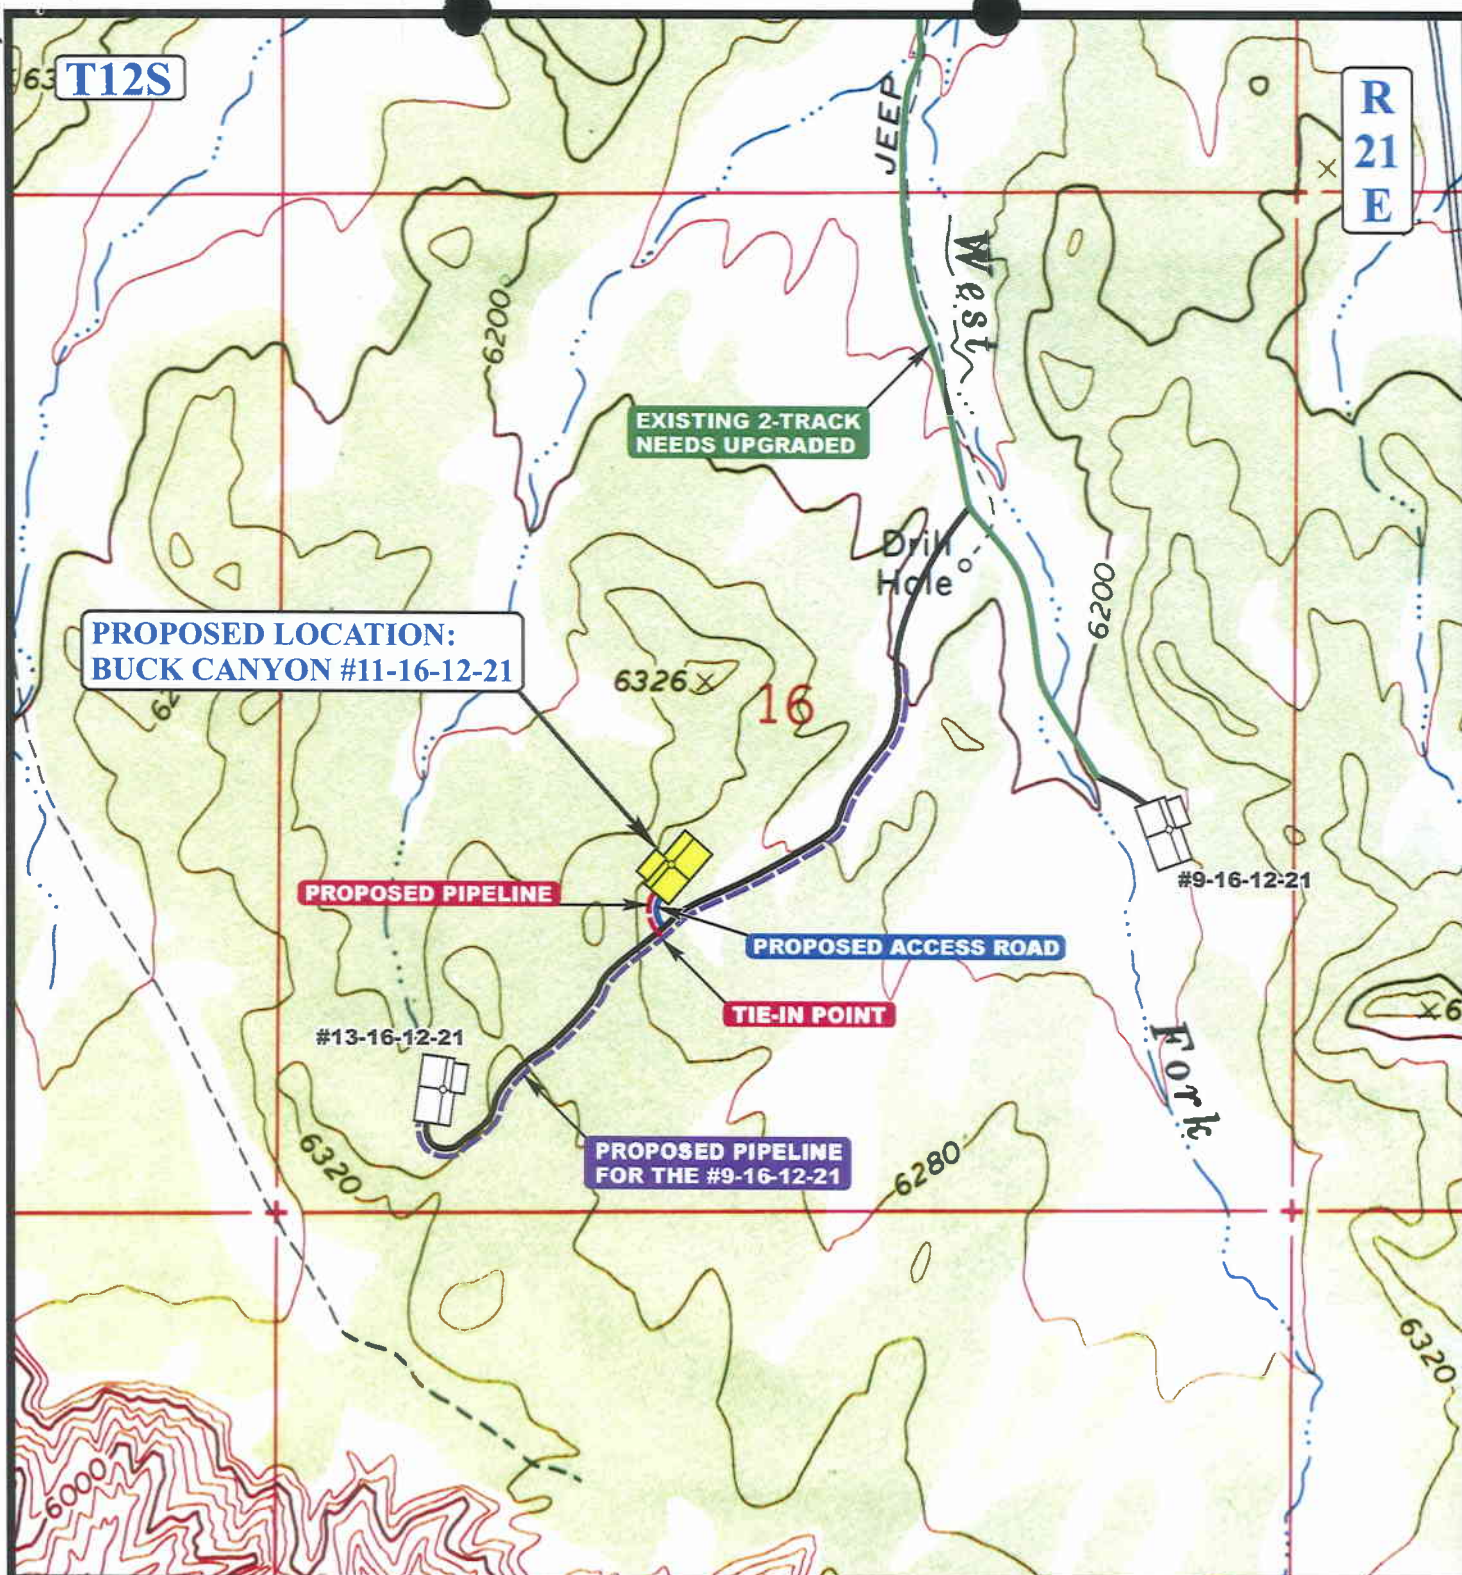 T12S
R
21
E
JEEP
West
6200
EXISTING 2-TRACK
NEEDS UPGRADED
Drill
Hole
6200
PROPOSED LOCATION:
BUCK CANYON #11-16-12-21
6326
16
#9-16-12-21
PROPOSED PIPELINE
PROPOSED ACCESS ROAD
TIE-IN POINT
#13-16-12-21
Fork
PROPOSED PIPELINE
FOR THE #9-16-12-21
6320
6280
6320
6000